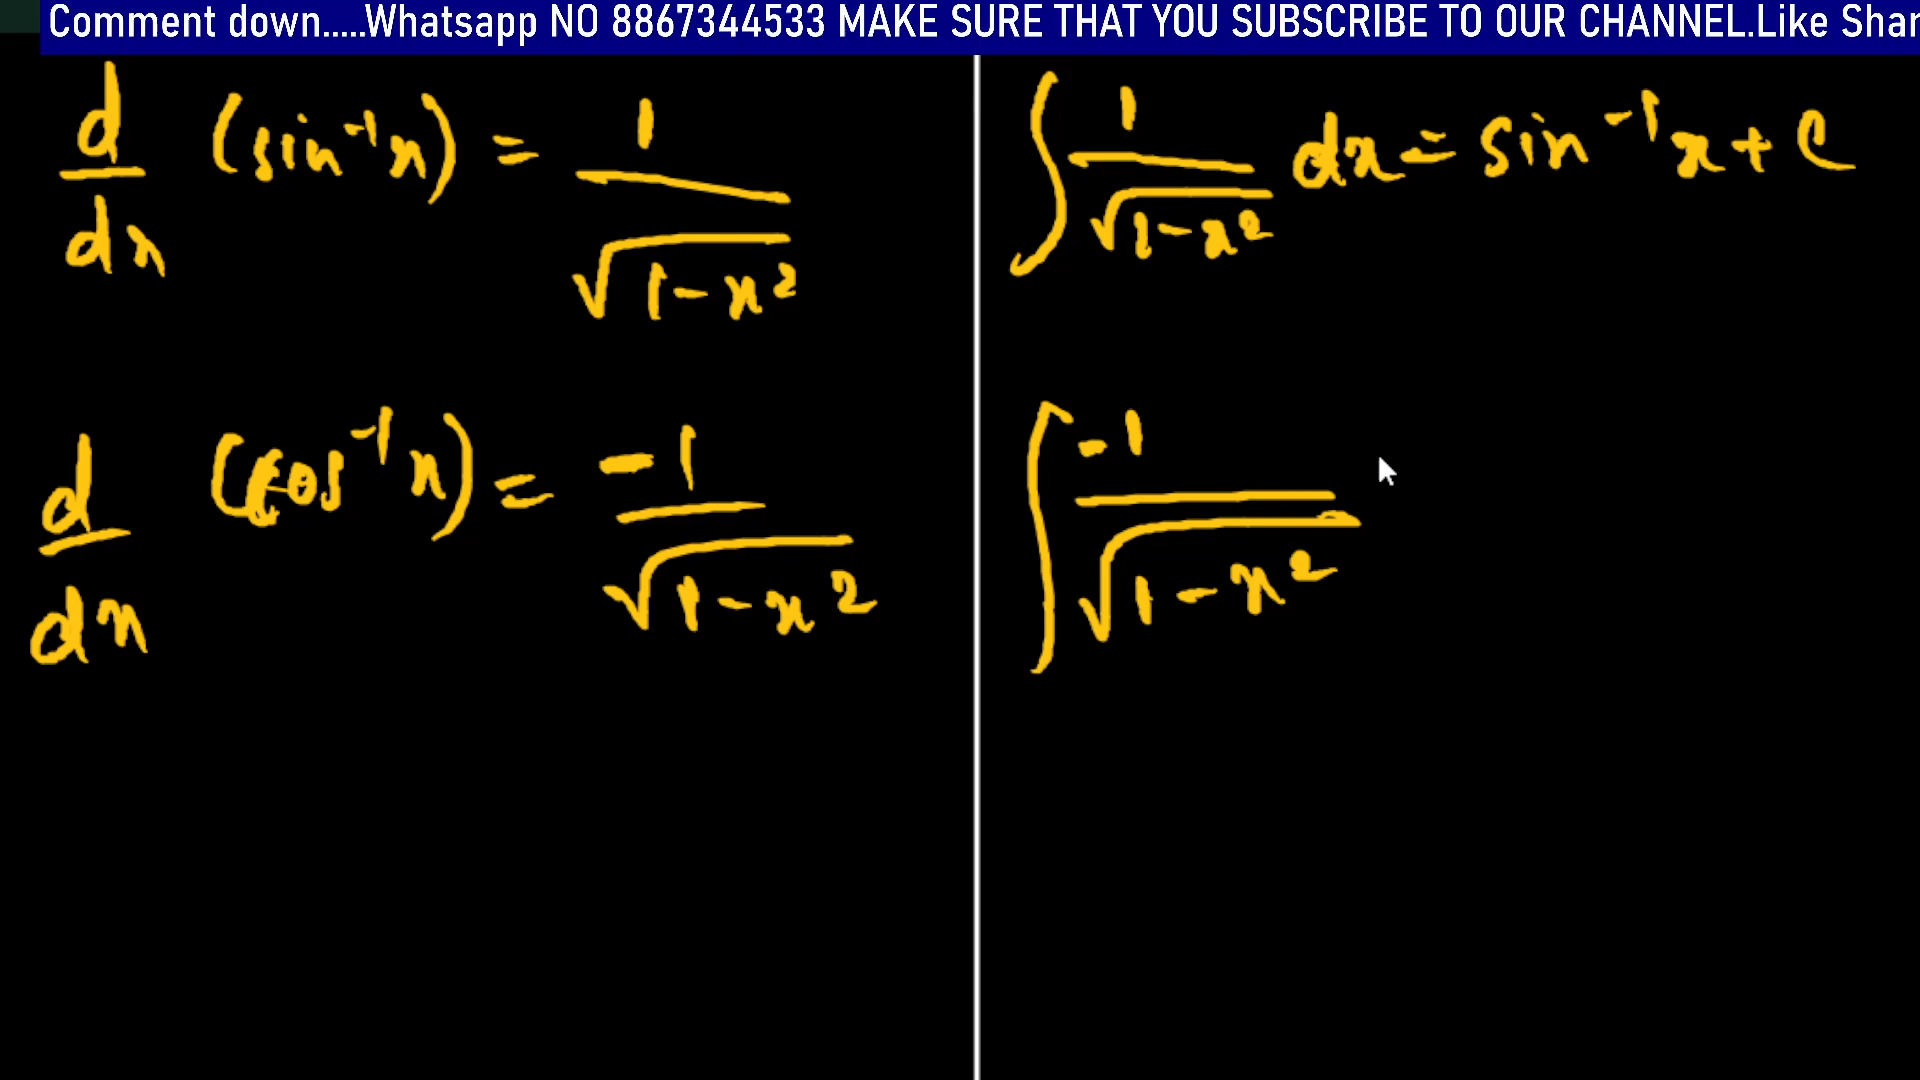 Comment down.....Whatsapp NO 8867344533 MAKE SURE THAT YOU SUBSCRIBE TO OUR CHANNEL.Like Shar
d/dx (sin⁻¹x) = 1/√(1-x²)
d/dx (cos⁻¹x) = -1/√(1-x²)
∫ 1/√(1-x²) dx = sin⁻¹x + c
∫ -1/√(1-x²)